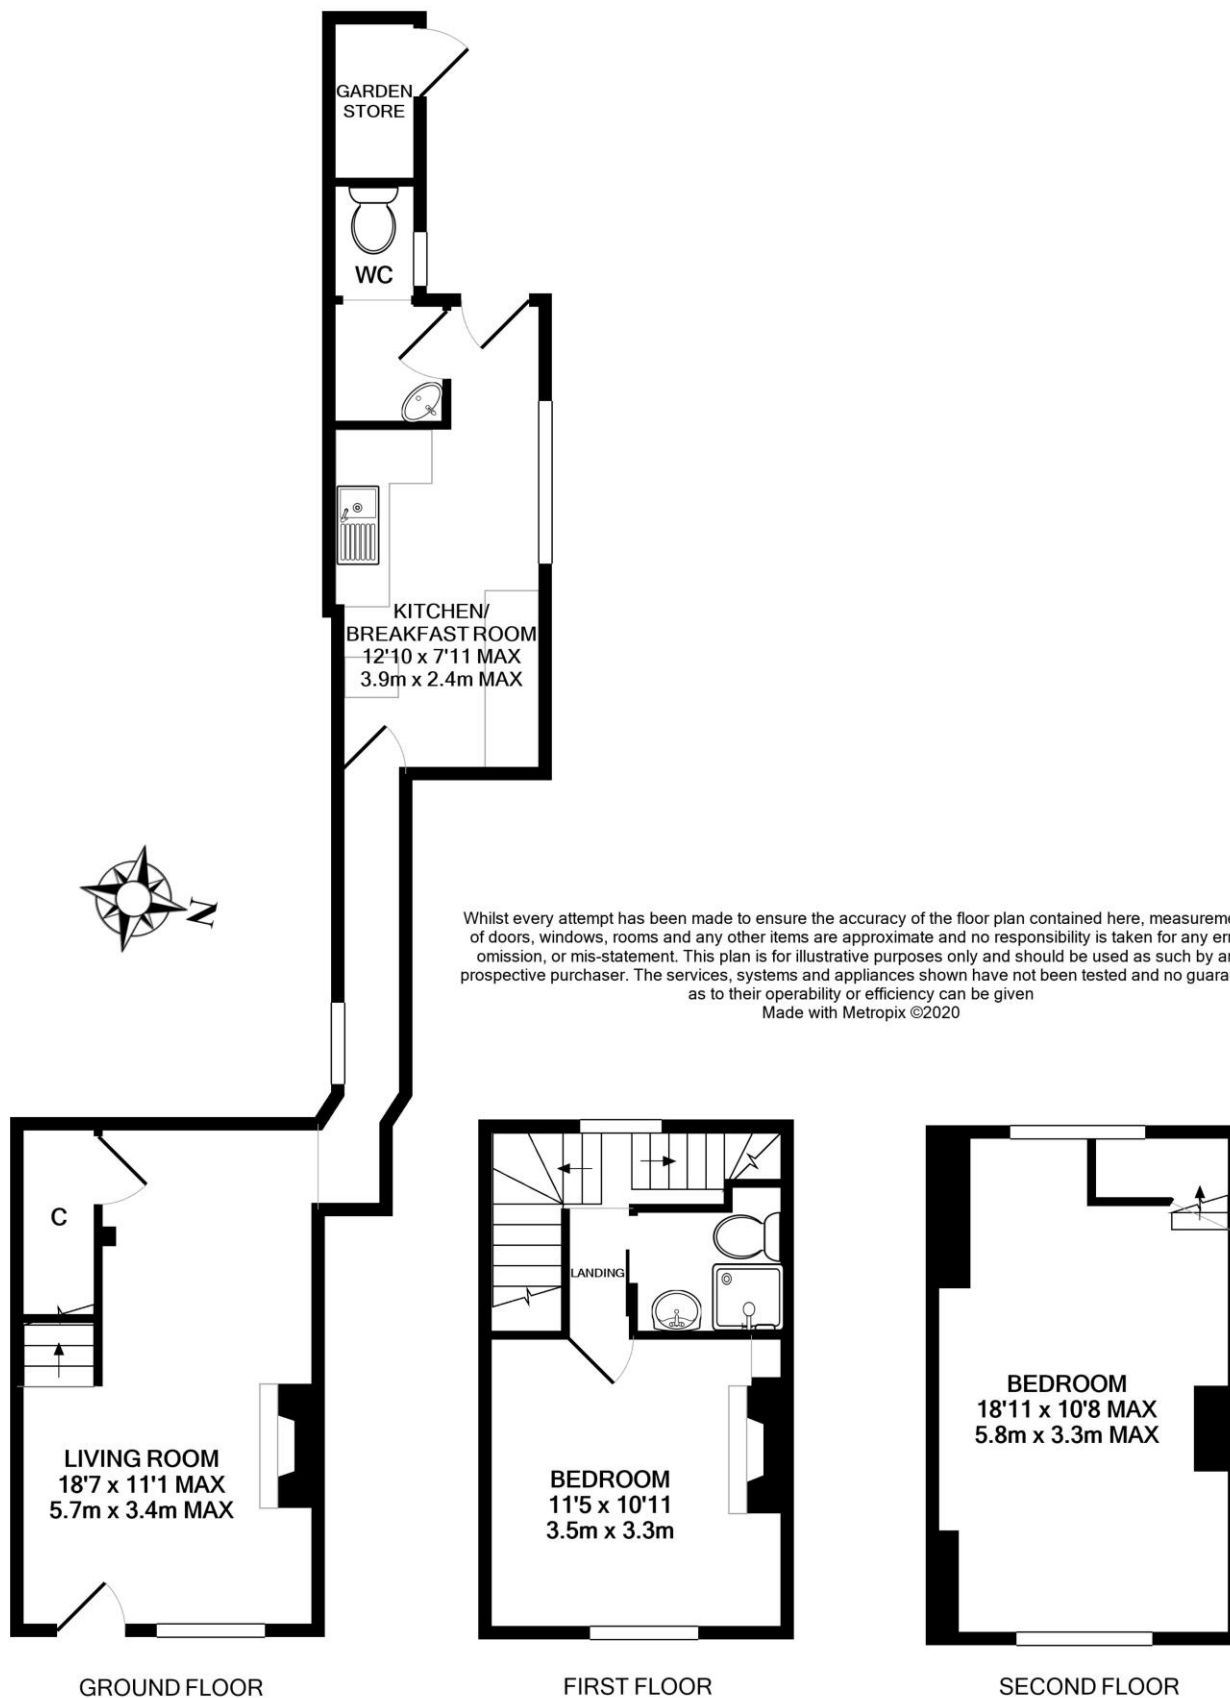 GARDEN
STORE
WC
KITCHEN/
BREAKFAST ROOM
12'10 x 7'11 MAX
3.9m x 2.4m MAX
N
Whilst every attempt has been made to ensure the accuracy of the floor plan contained here, measureme
of doors, windows, rooms and any other items are approximate and no responsibility is taken for any err
omission, or mis-statement. This plan is for illustrative purposes only and should be used as such by an
prospective purchaser. The services, systems and appliances shown have not been tested and no guara
as to their operability or efficiency can be given
Made with Metropix ©2020
C
LIVING ROOM
18'7 x 11'1 MAX
5.7m x 3.4m MAX
GROUND FLOOR
LANDING
BEDROOM
11'5 x 10'11
3.5m x 3.3m
FIRST FLOOR
BEDROOM
18'11 x 10'8 MAX
5.8m x 3.3m MAX
SECOND FLOOR